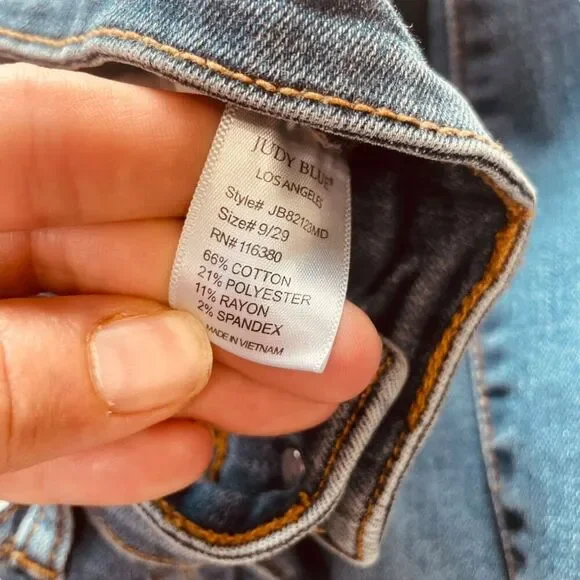 JUDY BLUE®
LOS ANGELES
Style# JB82123MD
Size# 9/29
RN# 116380
66% COTTON
21% POLYESTER
11% RAYON
2% SPANDEX
MADE IN VIETNAM